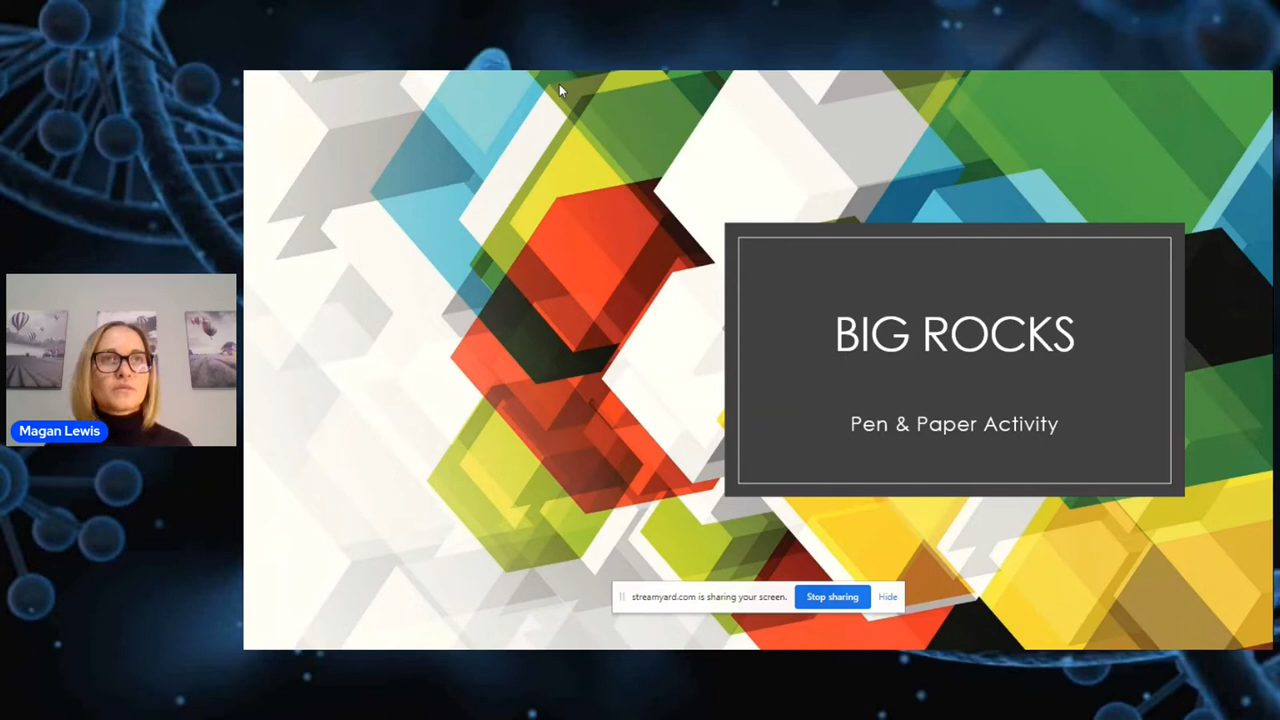 BIG ROCKS
Pen & Paper Activity
Magan Lewis
streamyard.com is sharing your screen.
Stop sharing
Hide